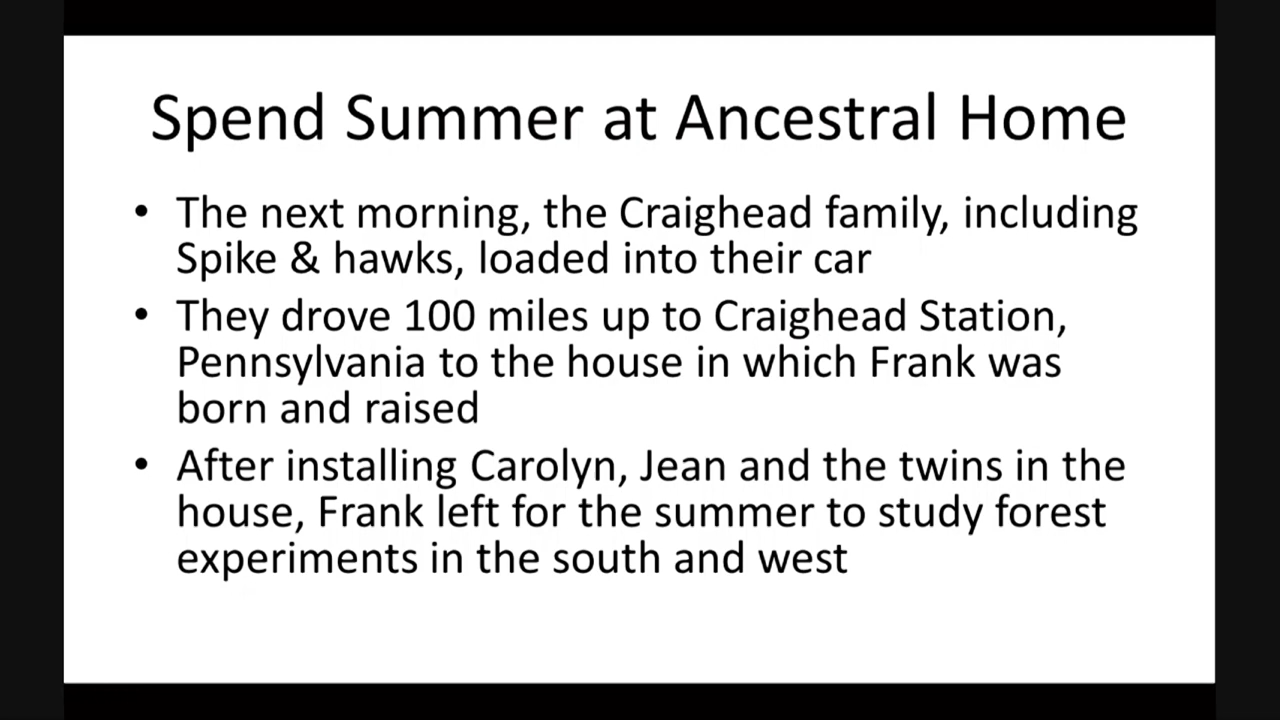 Spend Summer at Ancestral Home
• The next morning, the Craighead family, including
Spike & hawks, loaded into their car
• They drove 100 miles up to Craighead Station,
Pennsylvania to the house in which Frank was
born and raised
• After installing Carolyn, Jean and the twins in the
house, Frank left for the summer to study forest
experiments in the south and west